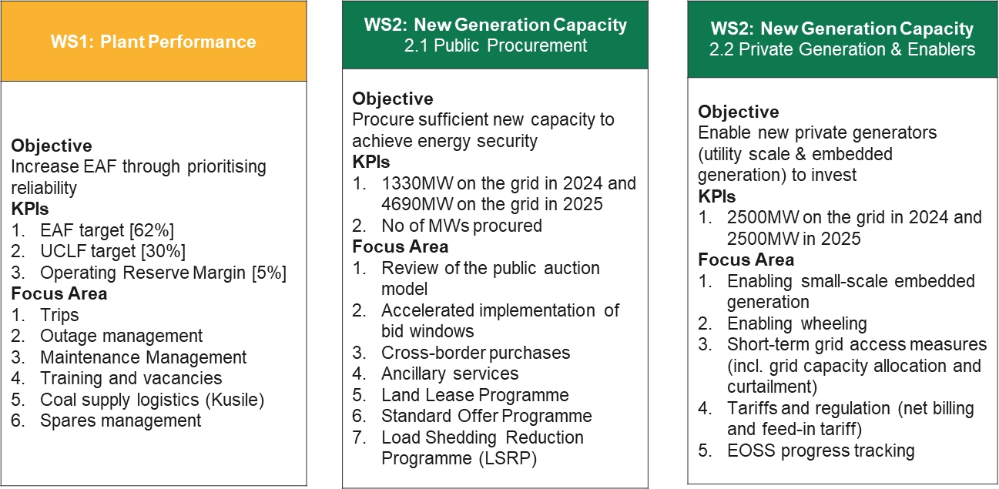 WS1: Plant Performance
Objective
Increase EAF through prioritising
reliability
KPIs
1. EAF target [62%]
2. UCLF target [30%]
3. Operating Reserve Margin [5%]
Focus Area
1. Trips
2. Outage management
3. Maintenance Management
4. Training and vacancies
5. Coal supply logistics (Kusile)
6. Spares management
WS2: New Generation Capacity
2.1 Public Procurement
Objective
Procure sufficient new capacity to
achieve energy security
KPIs
1. 1330MW on the grid in 2024 and
4690MW on the grid in 2025
2. No of MWs procured
Focus Area
1. Review of the public auction
model
2. Accelerated implementation of
bid windows
3. Cross-border purchases
4. Ancillary services
5. Land Lease Programme
6. Standard Offer Programme
7. Load Shedding Reduction
Programme (LSRP)
WS2: New Generation Capacity
2.2 Private Generation & Enablers
Objective
Enable new private generators
(utility scale & embedded
generation) to invest
KPIs
1. 2500MW on the grid in 2024 and
2500MW in 2025
Focus Area
1. Enabling small-scale embedded
generation
2. Enabling wheeling
3. Short-term grid access measures
(incl. grid capacity allocation and
curtailment)
4. Tariffs and regulation (net billing
and feed-in tariff)
5. EOSS progress tracking